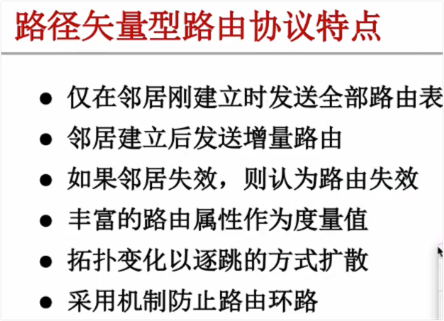 路径矢量型路由协议特点
● 仅在邻居刚建立时发送全部路由表
● 邻居建立后发送增量路由
● 如果邻居失效，则认为路由失效
● 丰富的路由属性作为度量值
● 拓扑变化以逐跳的方式扩散
● 采用机制防止路由环路